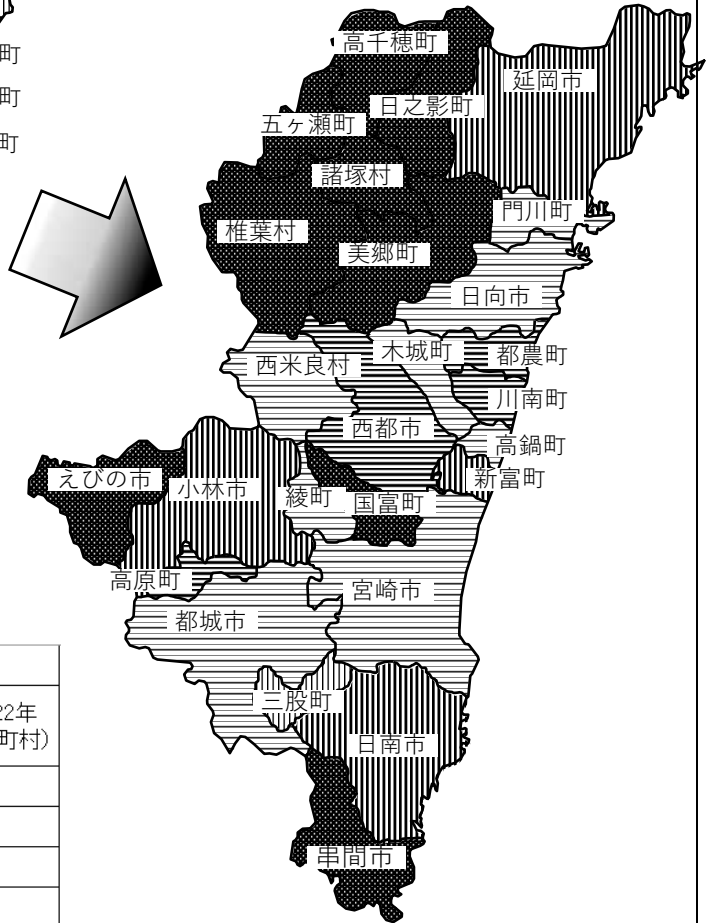 町
町
町
高千穂町
延岡市
日之影町
五ヶ瀬町
諸塚村
門川町
椎葉村
美郷町
日向市
木城町
都農町
西米良村
川南町
西都市
高鍋町
えびの市
新富町
小林市
綾町
国富町
高原町
宮崎市
都城市
三股町
日南市
串間市
22年
町村)